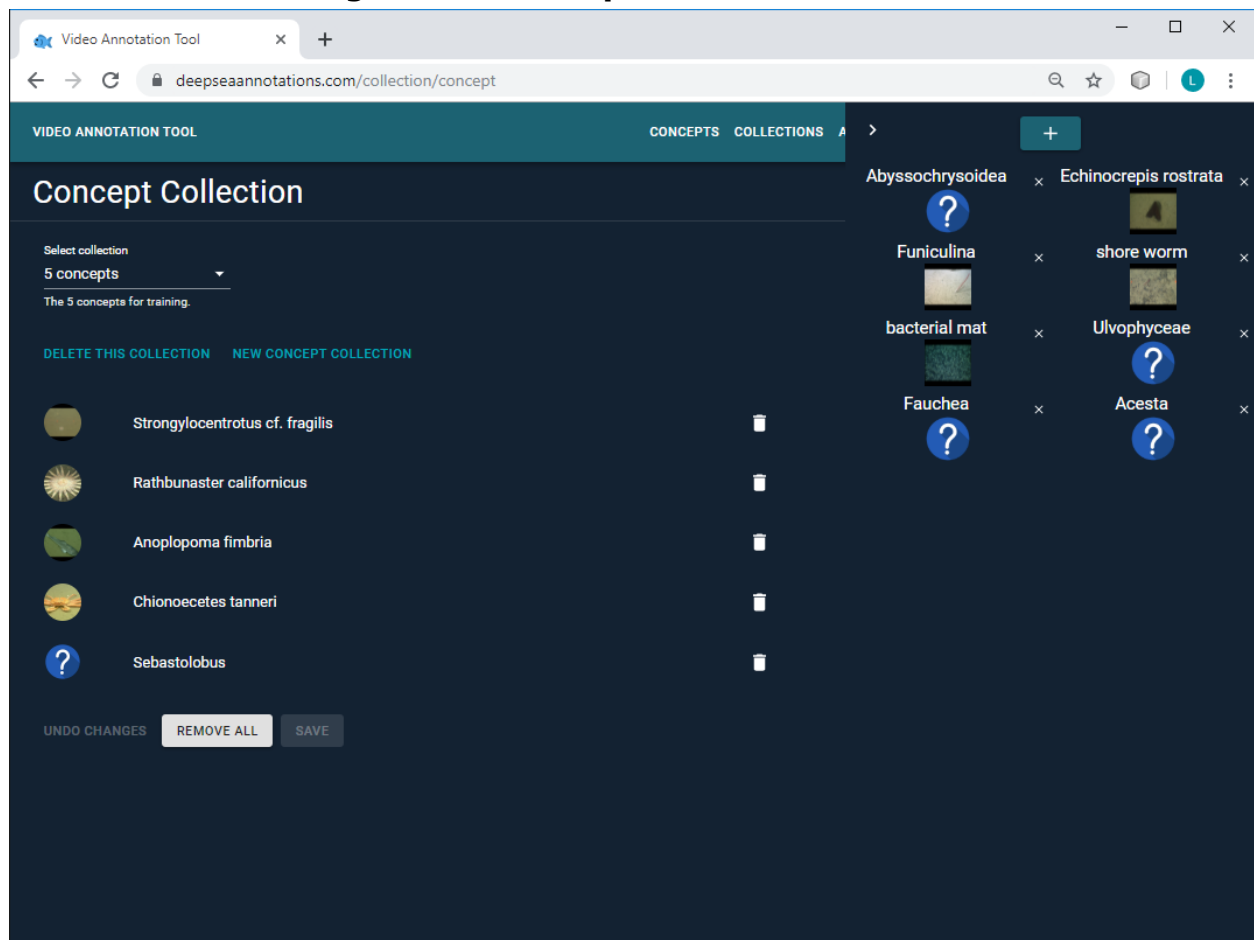 Video Annotation Tool
deepseaannotations.com/collection/concept
L
VIDEO ANNOTATION TOOL
CONCEPTS COLLECTIONS A
Concept Collection
Select collection
5 concepts
The 5 concepts for training.
DELETE THIS COLLECTION NEW CONCEPT COLLECTION
Strongylocentrotus cf. fragilis
Rathbunaster californicus
Anoplopoma fimbria
Chionoecetes tanneri
? Sebastolobus
UNDO CHANGES REMOVE ALL SAVE
+
Abyssochrysoidea × Echinocrepis rostrata ×
?
Funiculina × shore worm ×
bacterial mat × Ulvophyceae ×
?
Fauchea × Acesta ×
? ?